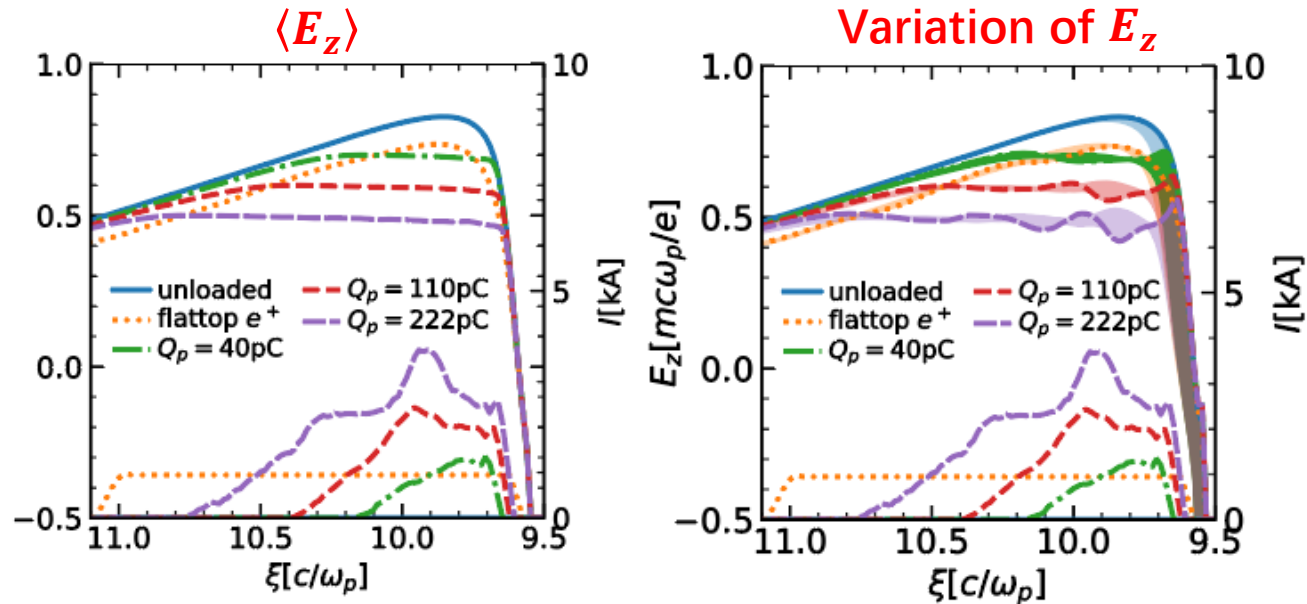 ⟨E_z⟩
Variation of E_z
1.0
0.5
0.0
−0.5
10
5
0
I[kA]
unloaded
flattop e⁺
Q_p = 40pC
Q_p = 110pC
Q_p = 222pC
11.0 10.5 10.0 9.5
ξ[c/ω_p]
E_z[mcω_p/e]
1.0
0.5
0.0
−0.5
10
5
0
I[kA]
unloaded
flattop e⁺
Q_p = 40pC
Q_p = 110pC
Q_p = 222pC
11.0 10.5 10.0 9.5
ξ[c/ω_p]